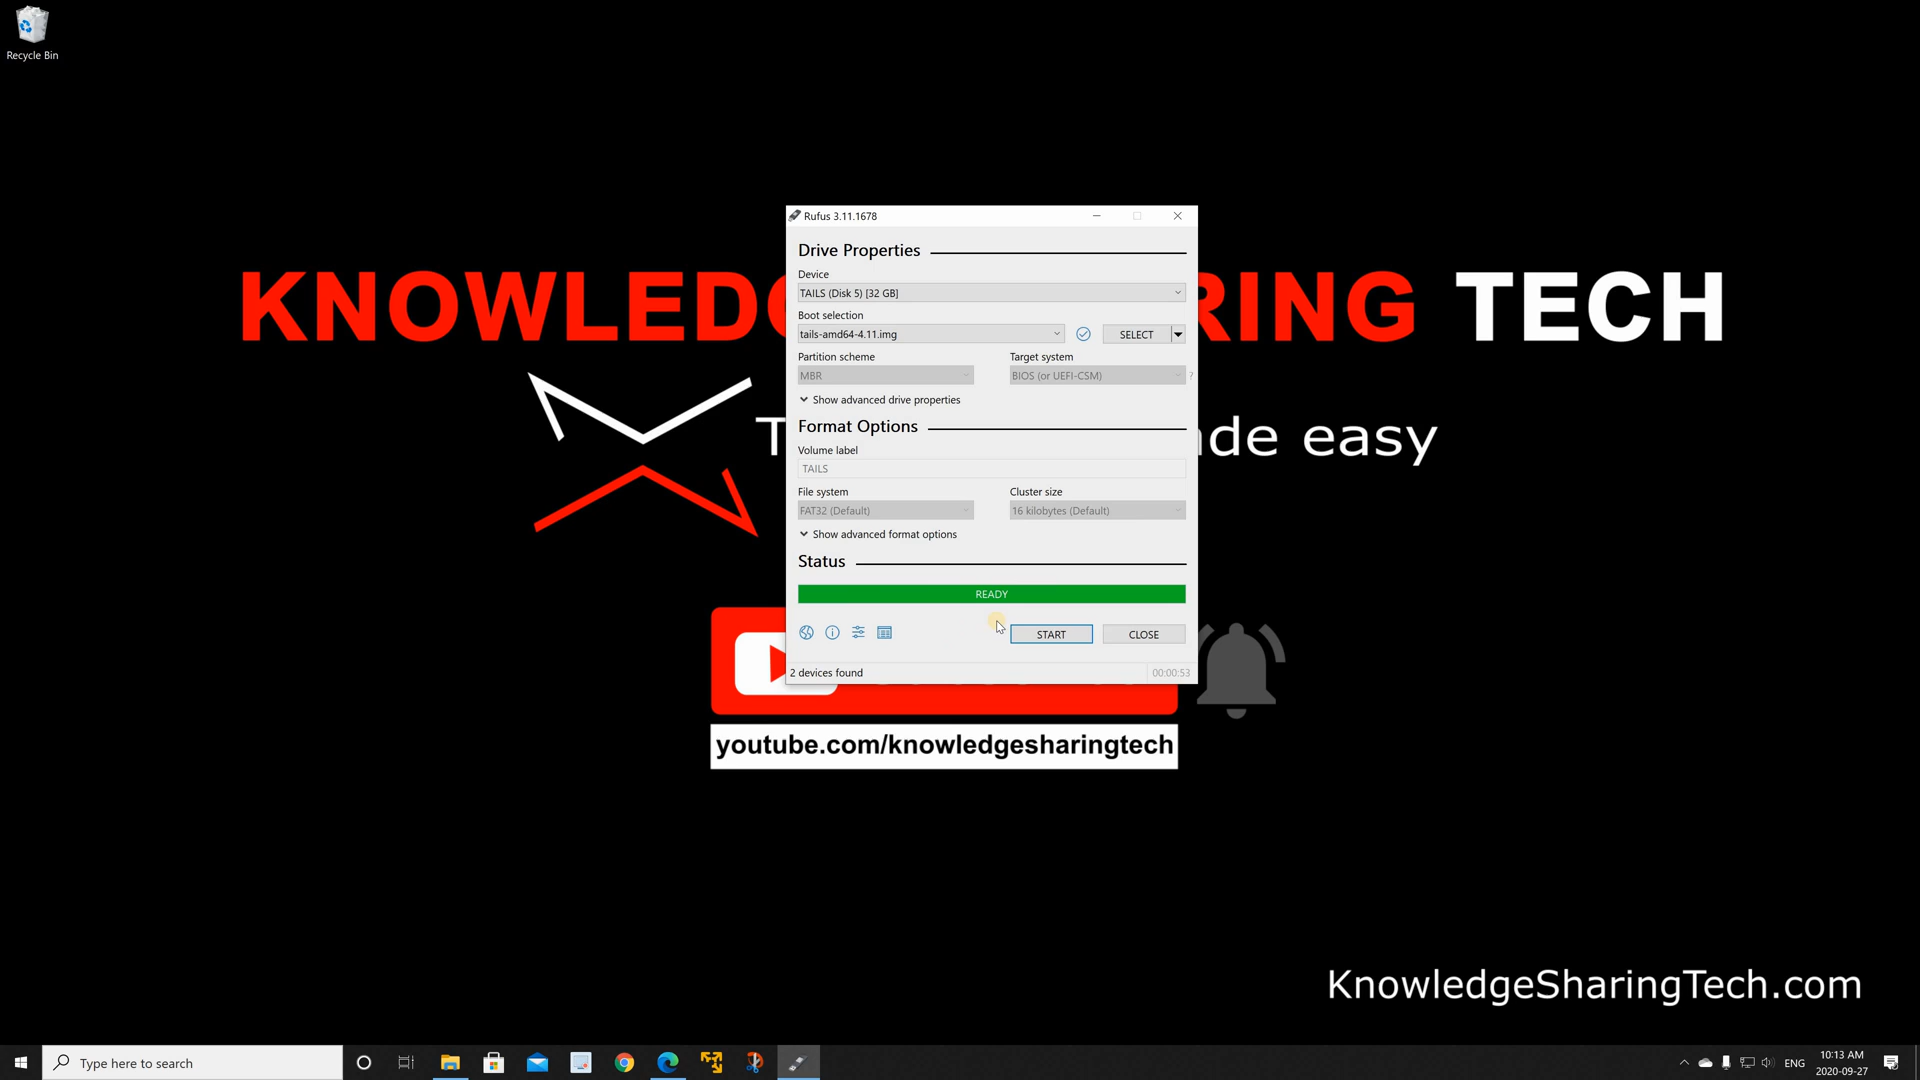 Recycle Bin
Rufus 3.11.1678
Drive Properties
Device
TAILS (Disk 5) [32 GB]
Boot selection
tails-amd64-4.11.img
SELECT
Partition scheme
Target system
MBR
BIOS (or UEFI-CSM)
?
Show advanced drive properties
Format Options
Volume label
TAILS
File system
Cluster size
FAT32 (Default)
16 kilobytes (Default)
Show advanced format options
Status
READY
START
CLOSE
2 devices found
00:00:53
KNOWLED RING TECH
T de easy
youtube.com/knowledgesharingtech
KnowledgeSharingTech.com
Type here to search
ENG
10:13 AM
2020-09-27